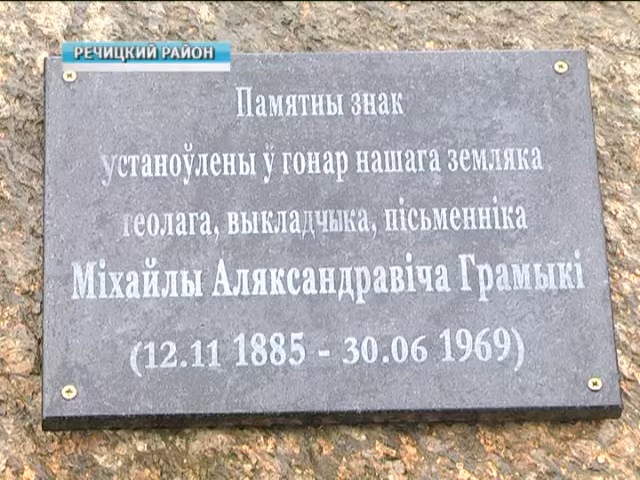 РЕЧИЦКИЙ РАЙОН
Памятны знак
устаноўлены ў гонар нашага земляка
геолага, выкладчыка, пісьменніка
Міхайлы Аляксандравіча Грамыкі
(12.11 1885 - 30.06 1969)